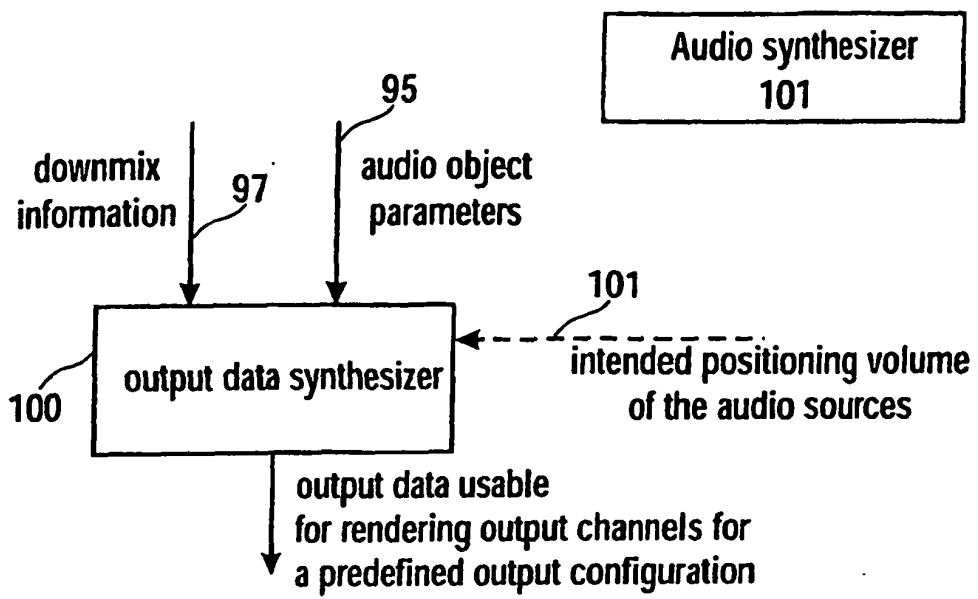 Audio synthesizer
101
95
downmix
information
97
audio object
parameters
101
output data synthesizer
100
intended positioning volume
of the audio sources
output data usable
for rendering output channels for
a predefined output configuration